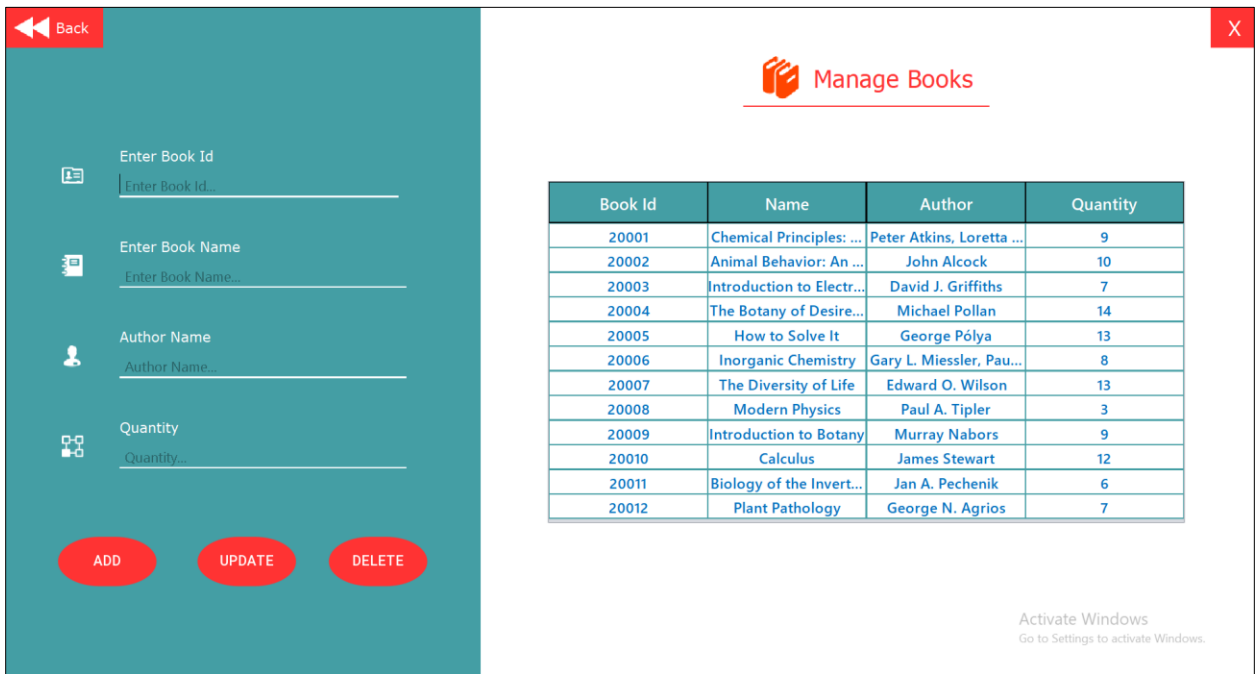 Back
X
Manage Books
Enter Book Id
Enter Book Id...
Enter Book Name
Enter Book Name...
Author Name
Author Name...
Quantity
Quantity...
ADD UPDATE DELETE
Book Id Name Author Quantity
20001 Chemical Principles: ... Peter Atkins, Loretta ... 9
20002 Animal Behavior: An ... John Alcock 10
20003 Introduction to Electr... David J. Griffiths 7
20004 The Botany of Desire... Michael Pollan 14
20005 How to Solve It George Pólya 13
20006 Inorganic Chemistry Gary L. Miessler, Pau... 8
20007 The Diversity of Life Edward O. Wilson 13
20008 Modern Physics Paul A. Tipler 3
20009 Introduction to Botany Murray Nabors 9
20010 Calculus James Stewart 12
20011 Biology of the Invert... Jan A. Pechenik 6
20012 Plant Pathology George N. Agrios 7
Activate Windows
Go to Settings to activate Windows.